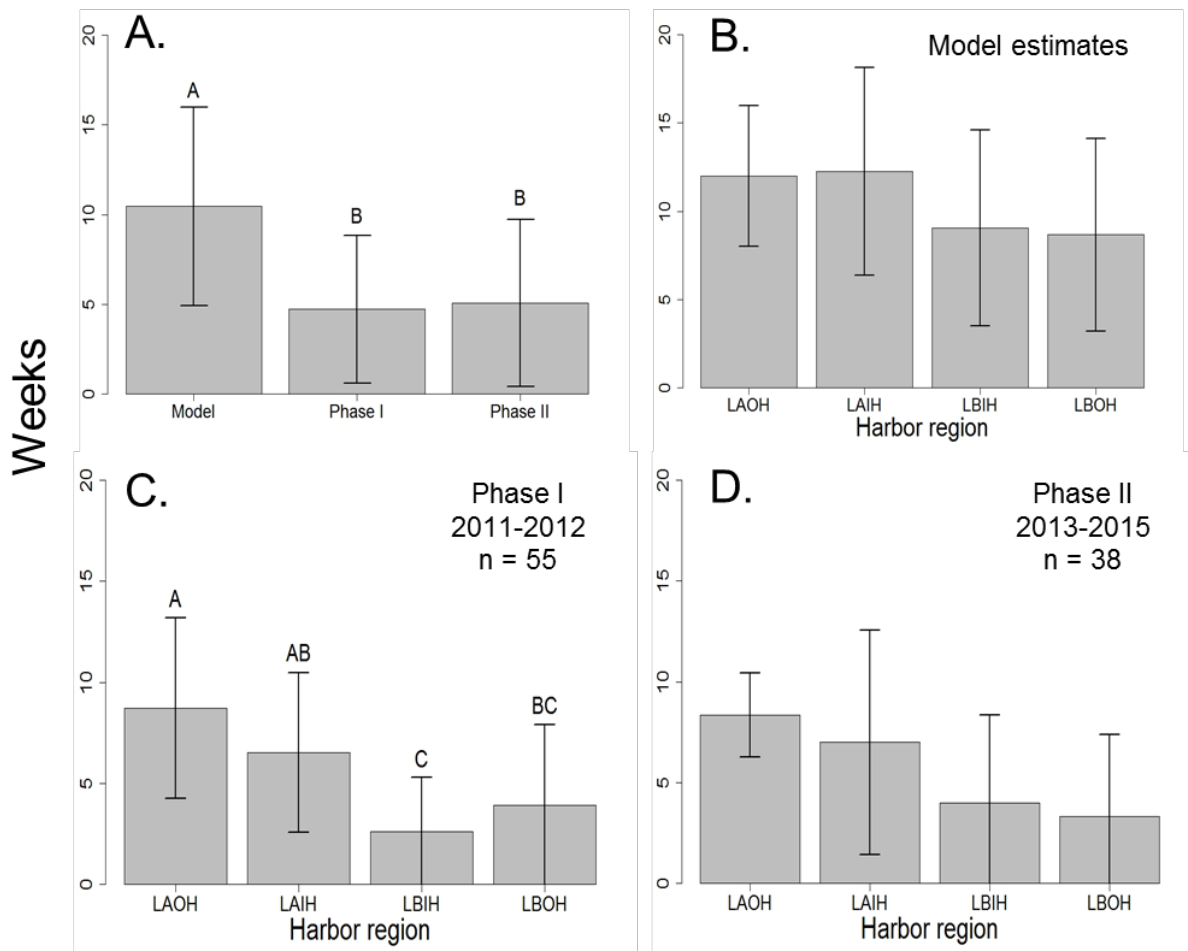 Weeks
A.
20
15
10
5
0
A
B
B
Model Phase I Phase II
B.
Model estimates
20
15
10
5
0
LAOH LAIH LBIH LBOH
Harbor region
C.
Phase I
2011-2012
n = 55
20
15
10
5
0
A
AB
C
BC
LAOH LAIH LBIH LBOH
Harbor region
D.
Phase II
2013-2015
n = 38
20
15
10
5
0
LAOH LAIH LBIH LBOH
Harbor region